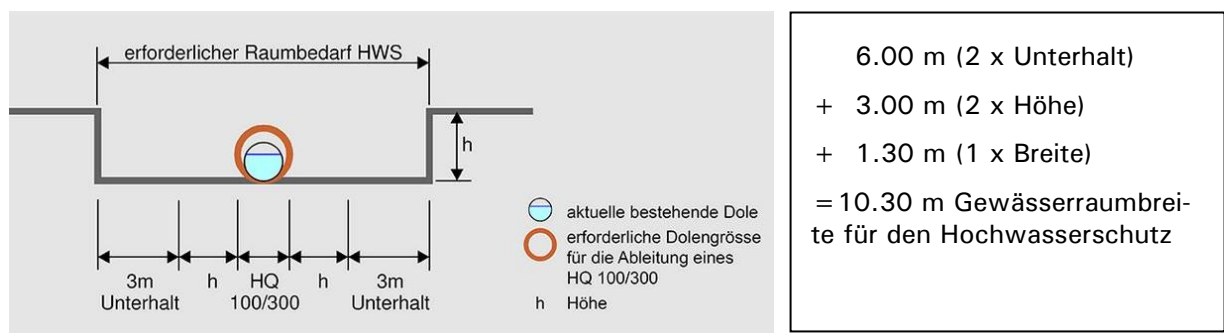 erforderlicher Raumbedarf HWS
h
aktuelle bestehende Dole
erforderliche Dolengrösse
für die Ableitung eines
HQ 100/300
h Höhe
3m h HQ h 3m
Unterhalt 100/300 Unterhalt
6.00 m (2 x Unterhalt)
+ 3.00 m (2 x Höhe)
+ 1.30 m (1 x Breite)
=10.30 m Gewässerraumbrei-
te für den Hochwasserschutz